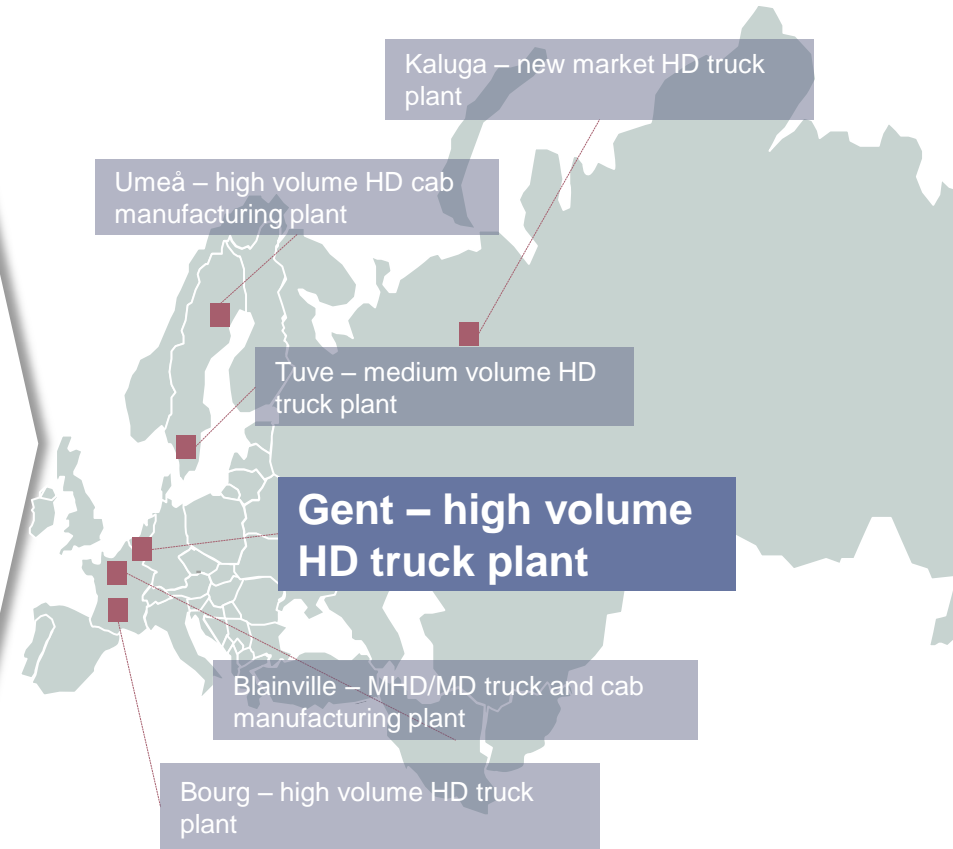 Kaluga – new market HD truck
plant
Umeå – high volume HD cab
manufacturing plant
Tuve – medium volume HD
truck plant
Gent – high volume
HD truck plant
Blainville – MHD/MD truck and cab
manufacturing plant
Bourg – high volume HD truck
plant